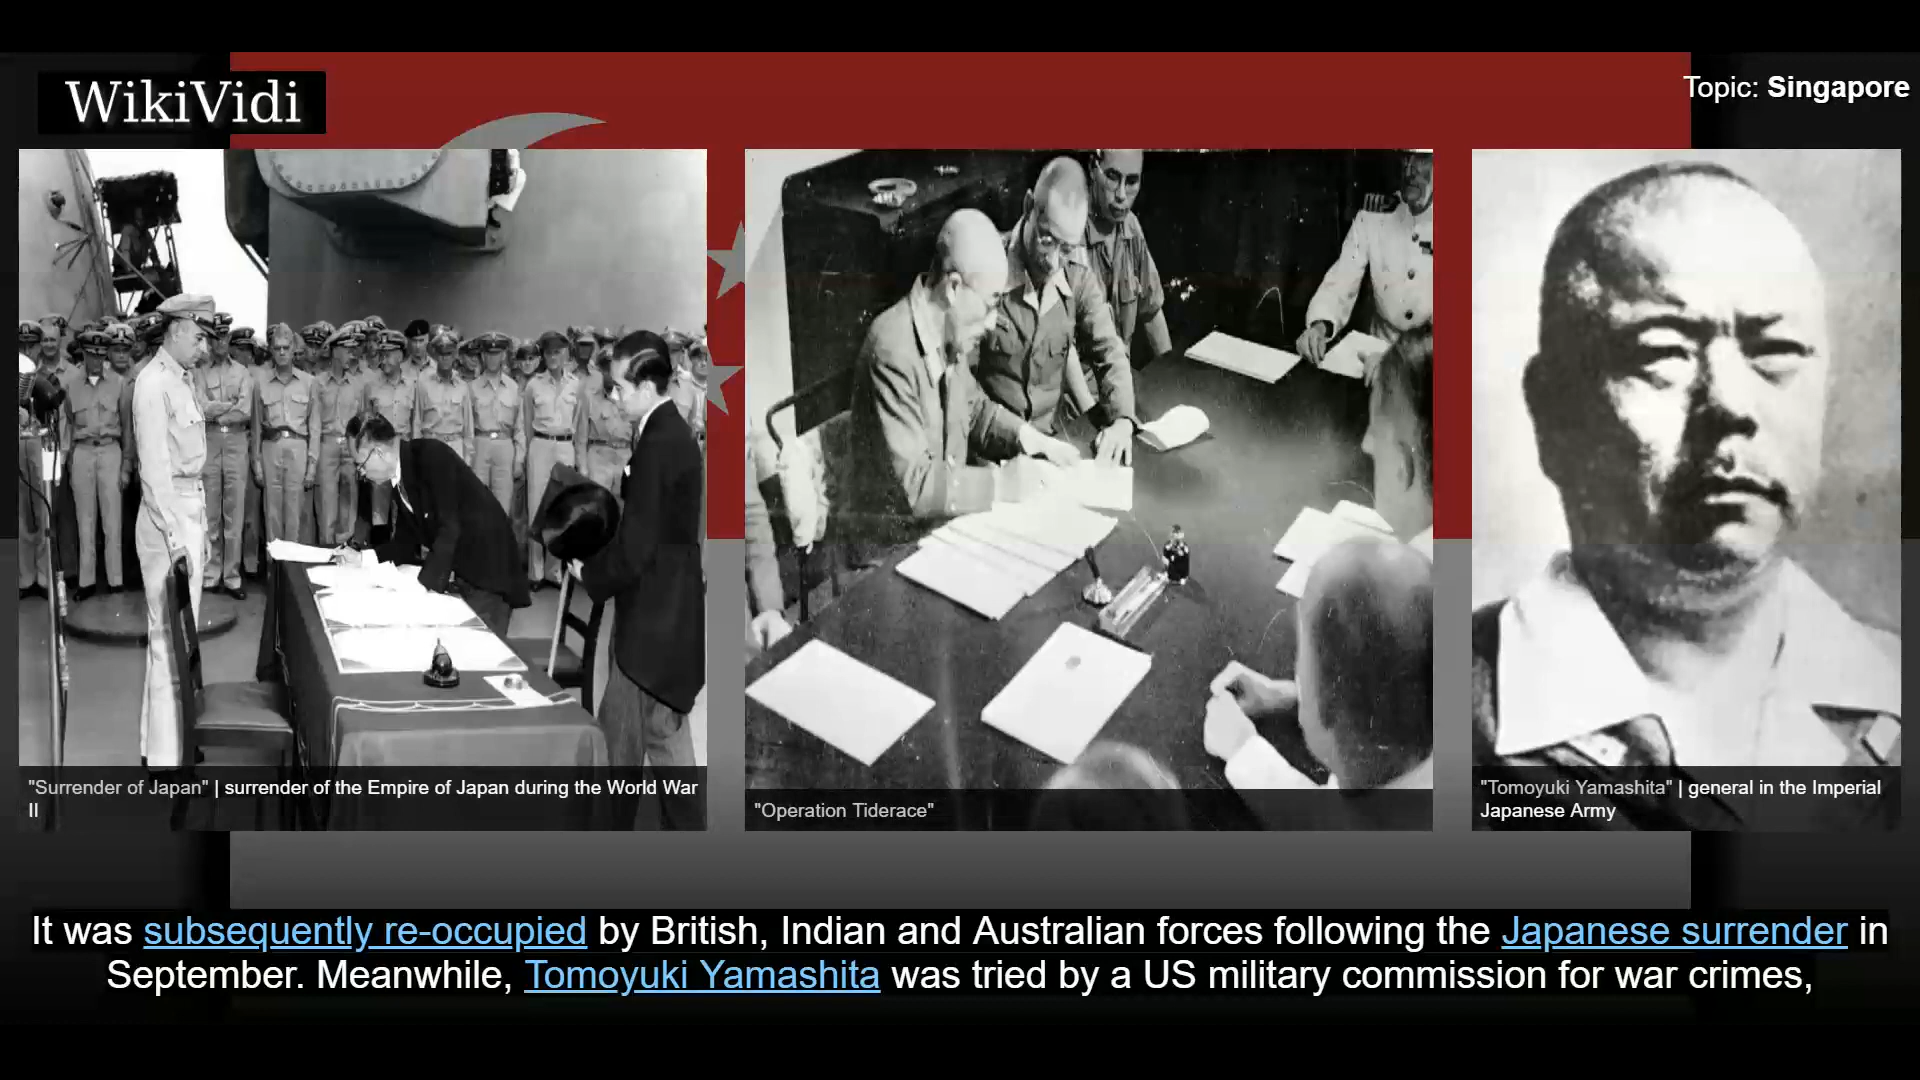 WikiVidi
Topic: Singapore
"Surrender of Japan" | surrender of the Empire of Japan during the World War
II
"Operation Tiderace"
"Tomoyuki Yamashita" | general in the Imperial
Japanese Army
It was subsequently re-occupied by British, Indian and Australian forces following the Japanese surrender in
September. Meanwhile, Tomoyuki Yamashita was tried by a US military commission for war crimes,